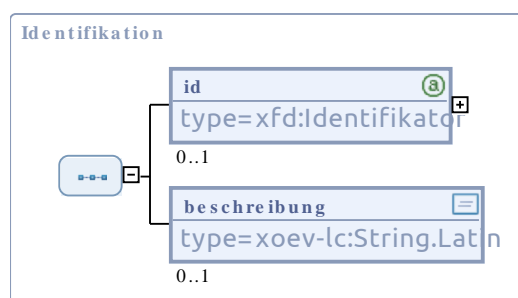 Identifikation
id
type=xfd:Identifikator
0..1
beschreibung
type=xoev-lc:String.Latin
0..1